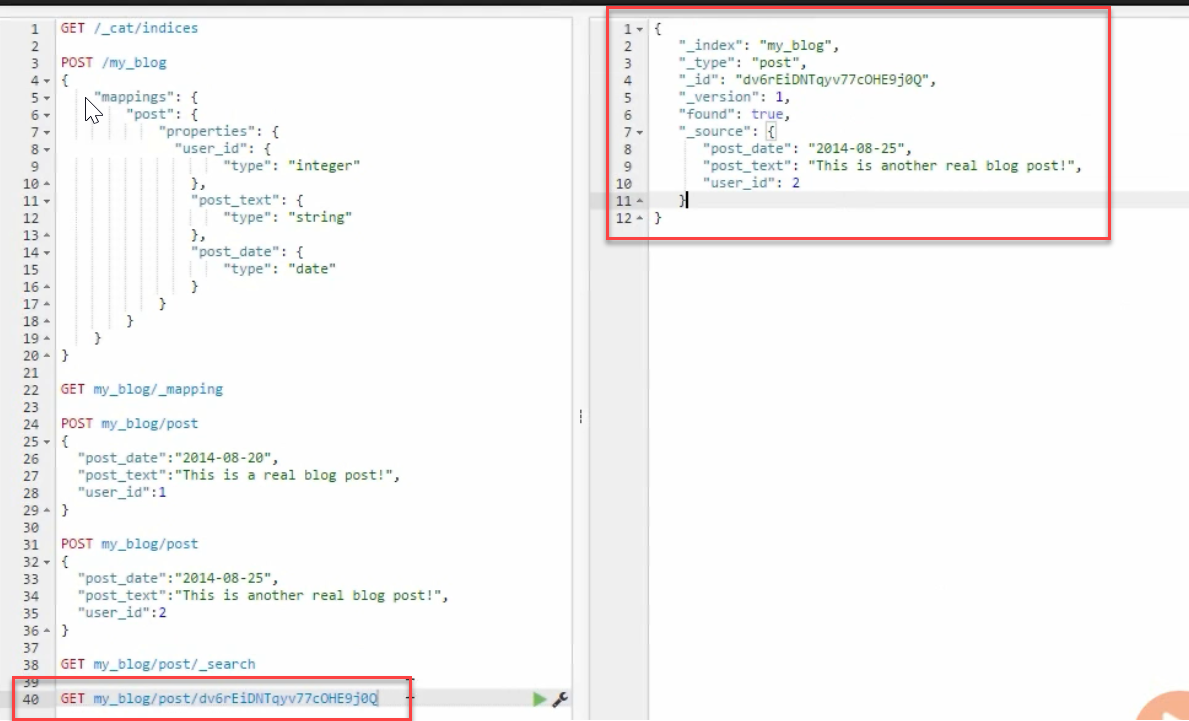 1 GET /_cat/indices
2
3 POST /my_blog
4 {
5 "mappings": {
6 "post": {
7 "properties": {
8 "user_id": {
9 "type": "integer"
10 },
11 "post_text": {
12 "type": "string"
13 },
14 "post_date": {
15 "type": "date"
16 }
17 }
18 }
19 }
20 }
21
22 GET my_blog/_mapping
23
24 POST my_blog/post
25 {
26 "post_date":"2014-08-20",
27 "post_text":"This is a real blog post!",
28 "user_id":1
29 }
30
31 POST my_blog/post
32 {
33 "post_date":"2014-08-25",
34 "post_text":"This is another real blog post!",
35 "user_id":2
36 }
37
38 GET my_blog/post/_search
39
40 GET my_blog/post/dv6rEiDNTqyv77cOHE9j0Q
1 {
2 "_index": "my_blog",
3 "_type": "post",
4 "_id": "dv6rEiDNTqyv77cOHE9j0Q",
5 "_version": 1,
6 "found": true,
7 "_source": {
8 "post_date": "2014-08-25",
9 "post_text": "This is another real blog post!",
10 "user_id": 2
11 }
12 }